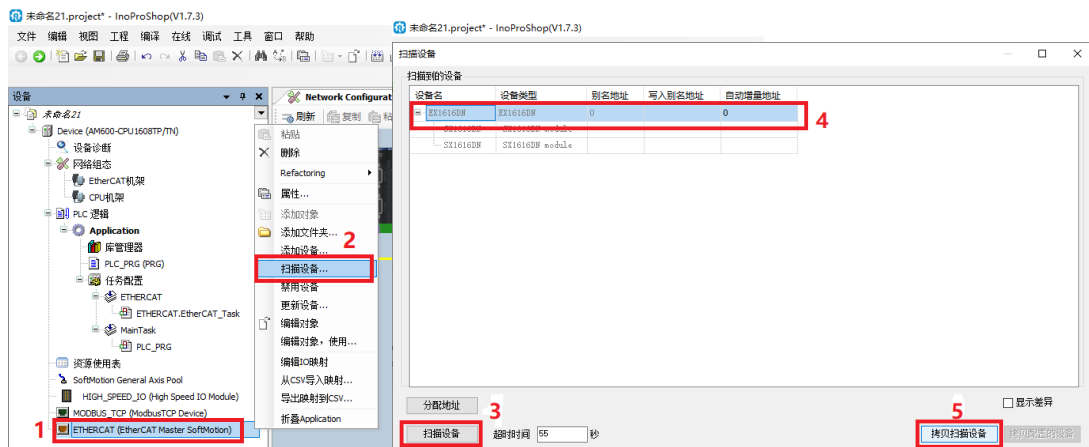 未命名21.project* - InoProShop(V1.7.3)
文件 编辑 视图 工程 编译 在线 调试 工具 窗口 帮助
设备
未命名21
Device (AM600-CPU1608TP/TN)
设备诊断
网络组态
EtherCAT机架
CPU机架
PLC 逻辑
Application
库管理器
PLC_PRG (PRG)
任务配置
ETHERCAT
ETHERCAT.EtherCAT_Task
MainTask
PLC_PRG
资源使用表
SoftMotion General Axis Pool
HIGH_SPEED_IO (High Speed IO Module)
MODBUS_TCP (ModbusTCP Device)
1
ETHERCAT (EtherCAT Master SoftMotion)
Network Configurat
刷新 复制 粘
粘贴
删除
Refactoring
属性...
添加对象
添加文件夹...
添加设备...
2
扫描设备...
禁用设备
更新设备...
编辑对象
编辑对象，使用...
编辑IO映射
从CSV导入映射...
导出映射到CSV...
折叠Application
未命名21.project* - InoProShop(V1.7.3)
扫描设备
扫描到的设备
设备名 设备类型 别名地址 写入别名地址 自动增量地址
EX1616DN EX1616DN 0 0
4
SX1616DN SX1616DN module
SX1616DN SX1616DN module
分配地址
3
显示差异
5
扫描设备 超时时间 55 秒
拷贝扫描设备